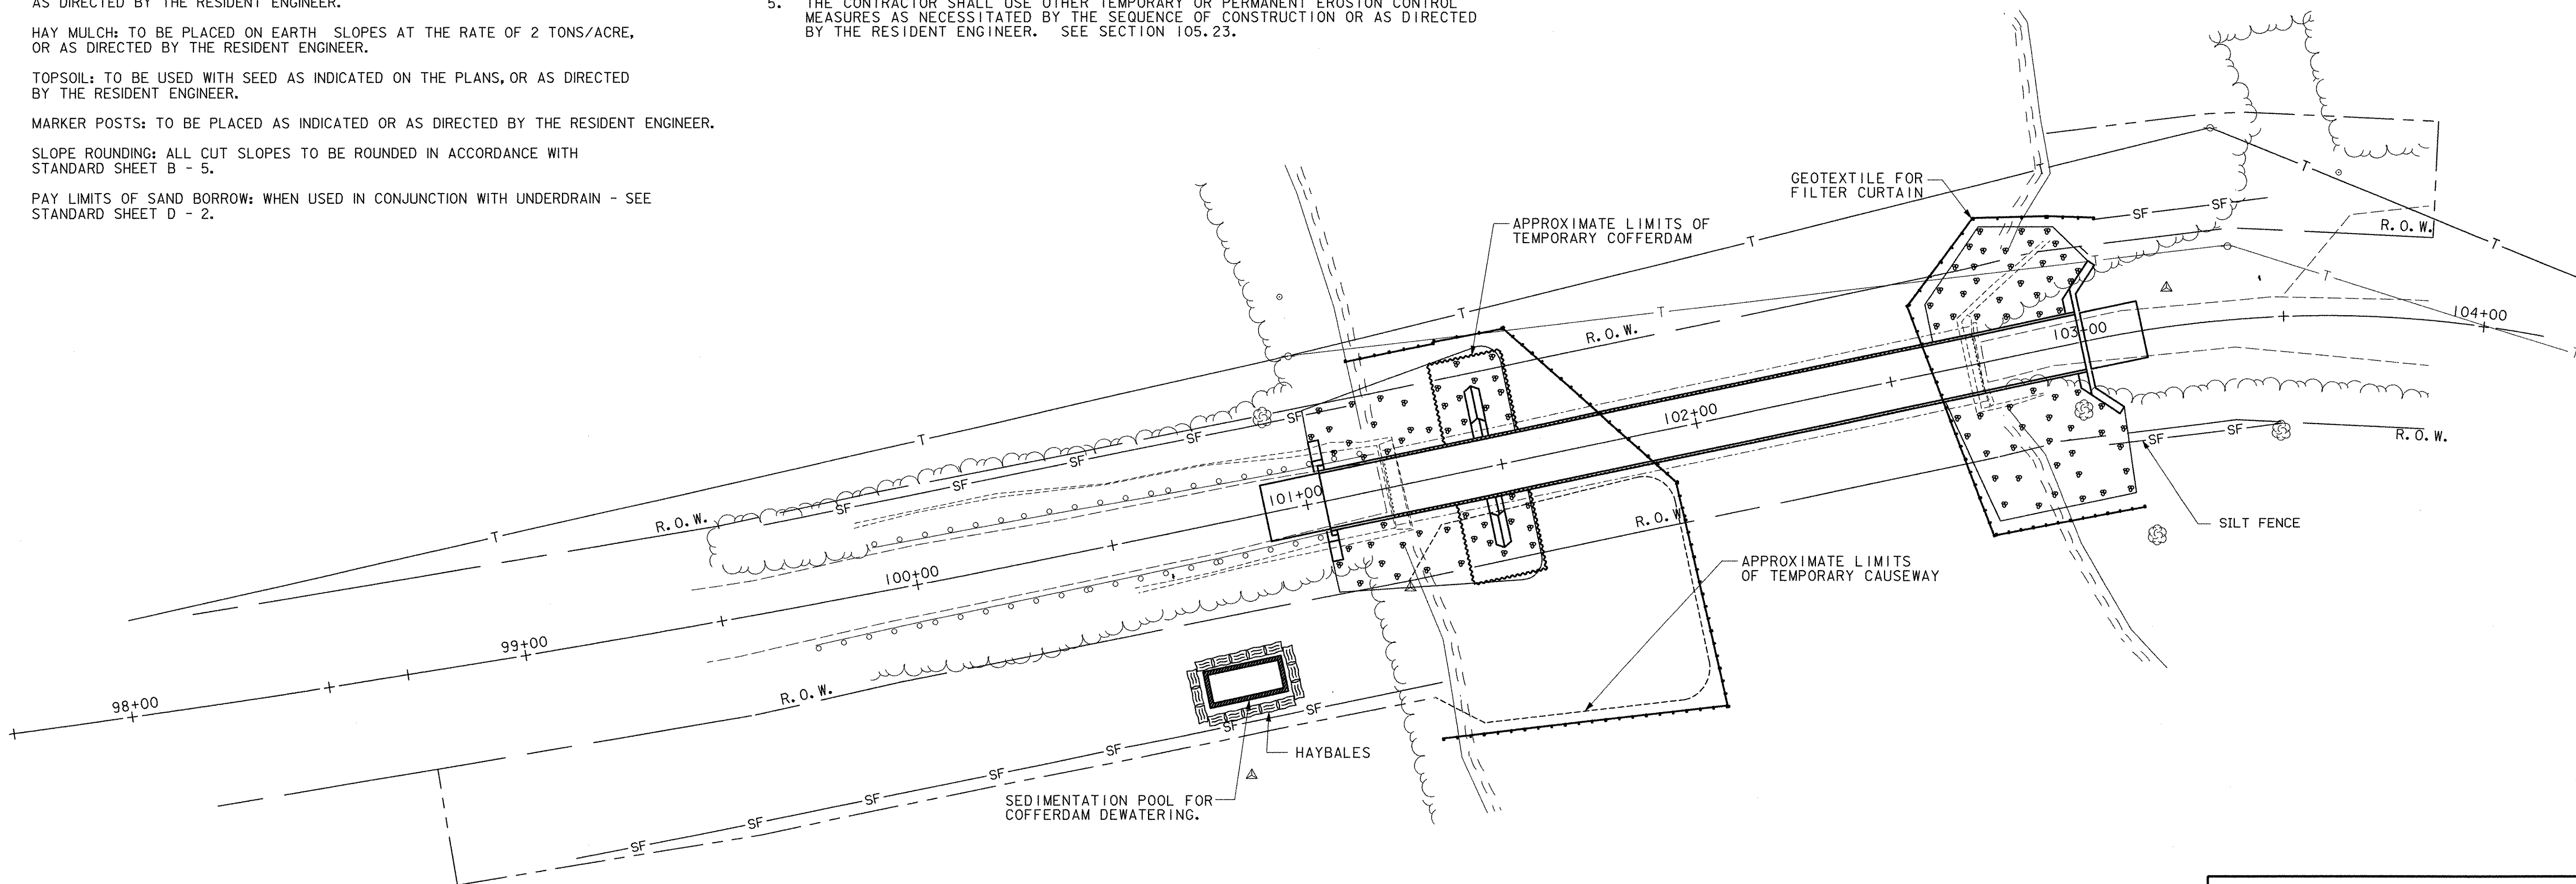 AS DIRECTED BY THE RESIDENT ENGINEER.
HAY MULCH: TO BE PLACED ON EARTH SLOPES AT THE RATE OF 2 TONS/ACRE,
OR AS DIRECTED BY THE RESIDENT ENGINEER.
TOPSOIL: TO BE USED WITH SEED AS INDICATED ON THE PLANS, OR AS DIRECTED
BY THE RESIDENT ENGINEER.
MARKER POSTS: TO BE PLACED AS INDICATED OR AS DIRECTED BY THE RESIDENT ENGINEER.
SLOPE ROUNDING: ALL CUT SLOPES TO BE ROUNDED IN ACCORDANCE WITH
STANDARD SHEET B - 5.
PAY LIMITS OF SAND BORROW: WHEN USED IN CONJUNCTION WITH UNDERDRAIN - SEE
STANDARD SHEET D - 2.
5. THE CONTRACTOR SHALL USE OTHER TEMPORARY OR PERMANENT EROSION CONTROL
MEASURES AS NECESSITATED BY THE SEQUENCE OF CONSTRUCTION OR AS DIRECTED
BY THE RESIDENT ENGINEER. SEE SECTION 105.23.
GEOTEXTILE FOR
FILTER CURTAIN
APPROXIMATE LIMITS OF
TEMPORARY COFFERDAM
T
T
T
T
T
T
T
T
T
T
T
SF
SF
R.O.W.
R.O.W.
104+00
103+00
102+00
101+00
100+00
99+00
98+00
SF
SF
SF
SF
SF
R.O.W.
R.O.W.
R.O.W.
SF
SF
R.O.W.
SILT FENCE
APPROXIMATE LIMITS
OF TEMPORARY CAUSEWAY
HAYBALES
SEDIMENTATION POOL FOR
COFFERDAM DEWATERING.
SF
SF
SF
SF
SF
SF
SF